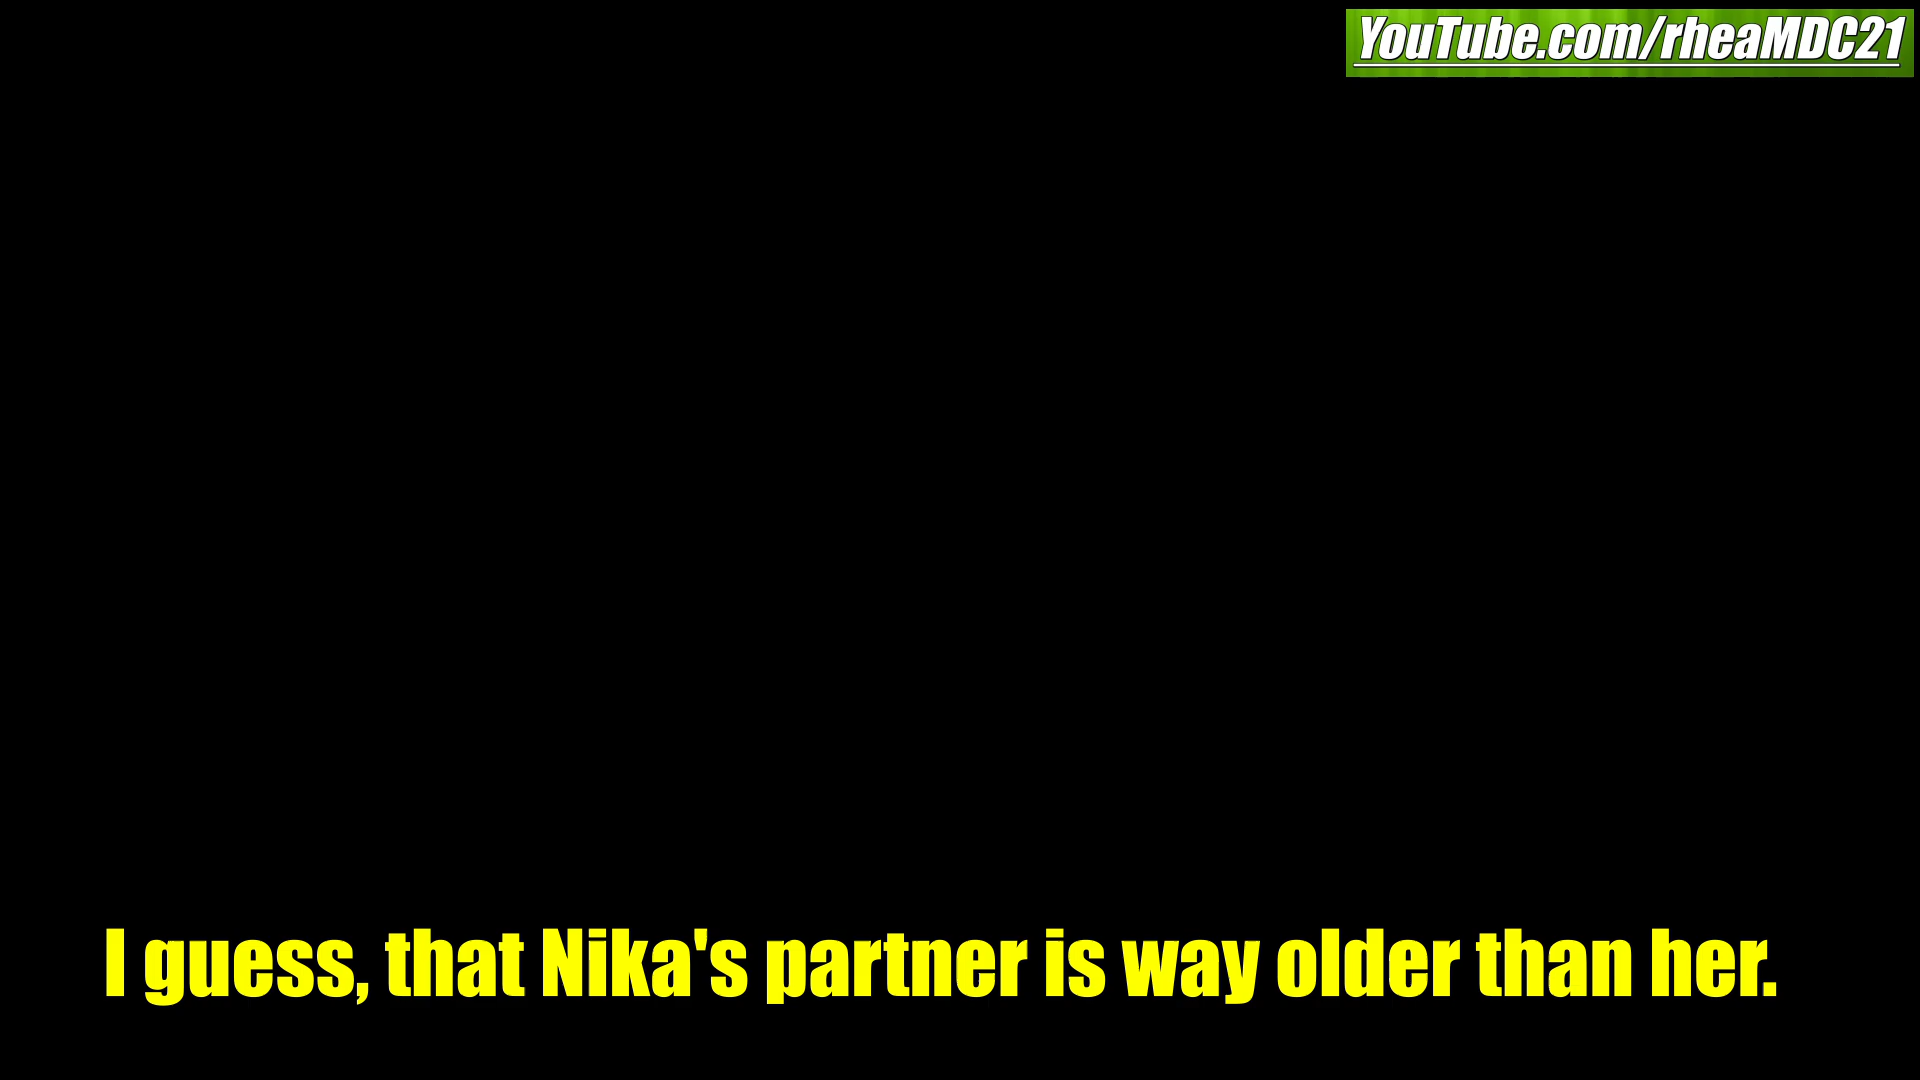 YouTube.com/rheaMDC21
I guess, that Nika's partner is way older than her.